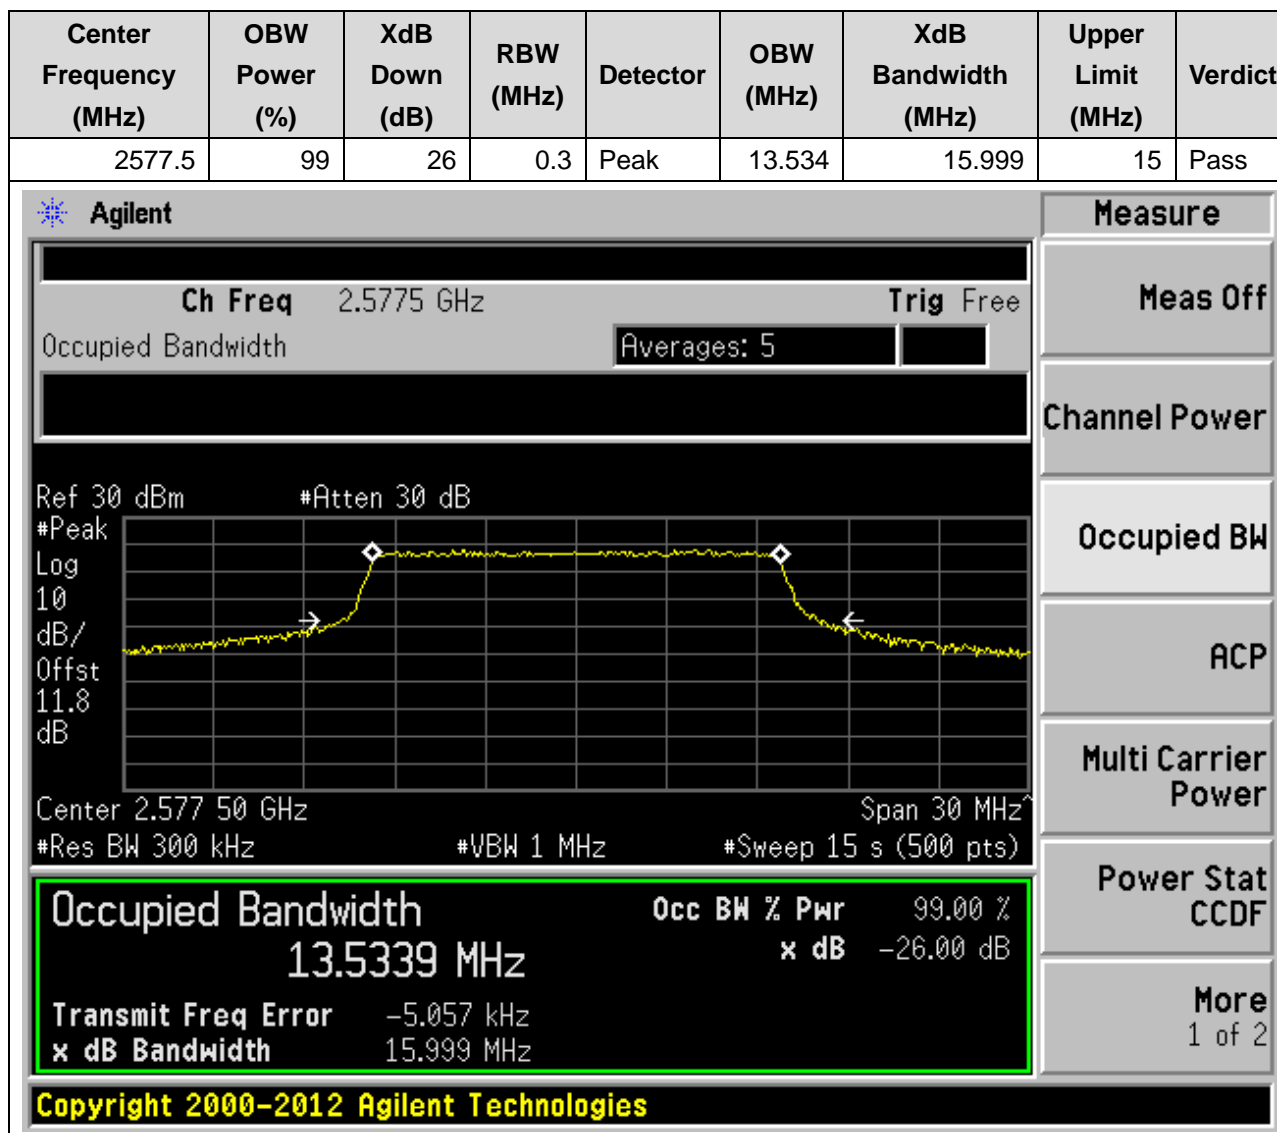 Center Frequency (MHz) OBW Power (%) XdB Down (dB) RBW (MHz) Detector OBW (MHz) XdB Bandwidth (MHz) Upper Limit (MHz) Verdict
2577.5 99 26 0.3 Peak 13.534 15.999 15 Pass
Agilent
Measure
Ch Freq 2.5775 GHz Trig Free
Occupied Bandwidth Averages: 5
Meas Off
Channel Power
Occupied BW
ACP
Multi Carrier
Power
Power Stat
CCDF
More
1 of 2
Ref 30 dBm #Atten 30 dB
#Peak
Log
10
dB/
Offst
11.8
dB
Center 2.577 50 GHz Span 30 MHz^
#Res BW 300 kHz #VBW 1 MHz #Sweep 15 s (500 pts)
Occupied Bandwidth Occ BW % Pwr 99.00 %
13.5339 MHz x dB -26.00 dB
Transmit Freq Error -5.057 kHz
x dB Bandwidth 15.999 MHz
Copyright 2000-2012 Agilent Technologies